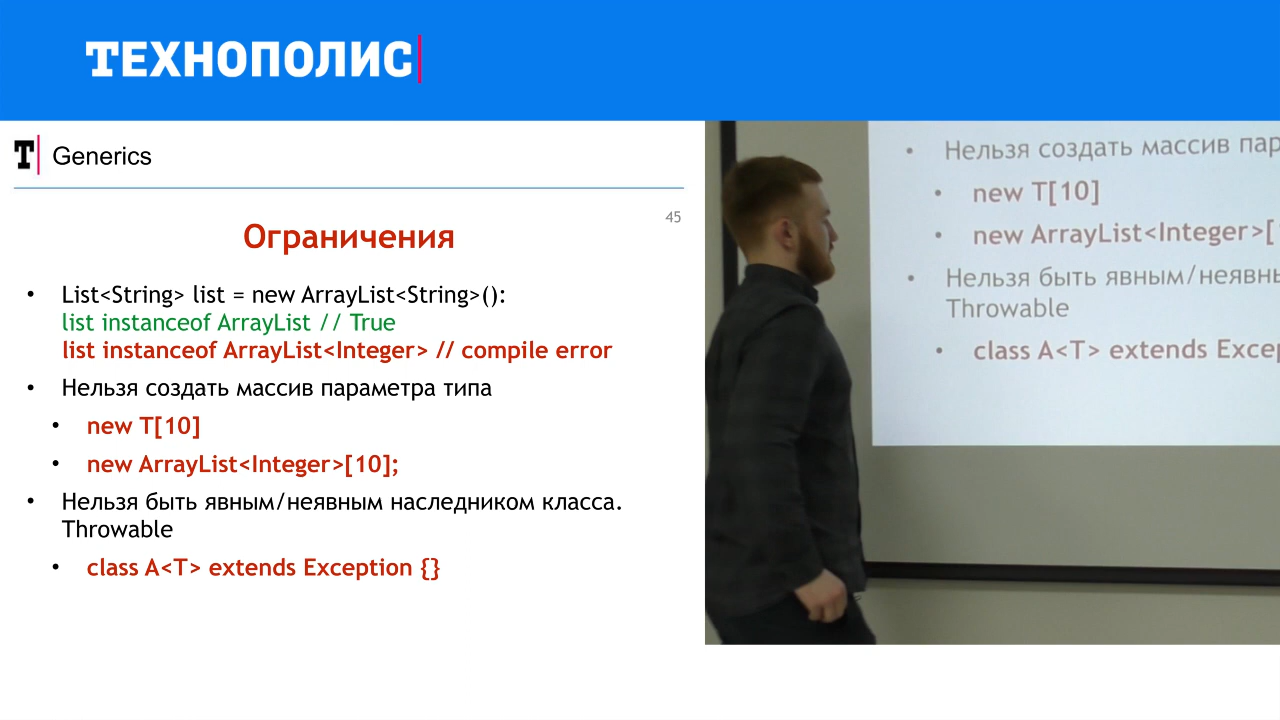 ТЕХНОПОЛИС
T Generics
45
Ограничения
• List<String> list = new ArrayList<String>():
list instanceof ArrayList // True
list instanceof ArrayList<Integer> // compile error
• Нельзя создать массив параметра типа
• new T[10]
• new ArrayList<Integer>[10];
• Нельзя быть явным/неявным наследником класса.
Throwable
• class A<T> extends Exception {}
• Нельзя создать массив пар
• new T[10]
• new ArrayList<Integer>[
• Нельзя быть явным/неявн
Throwable
• class A<T> extends Excep